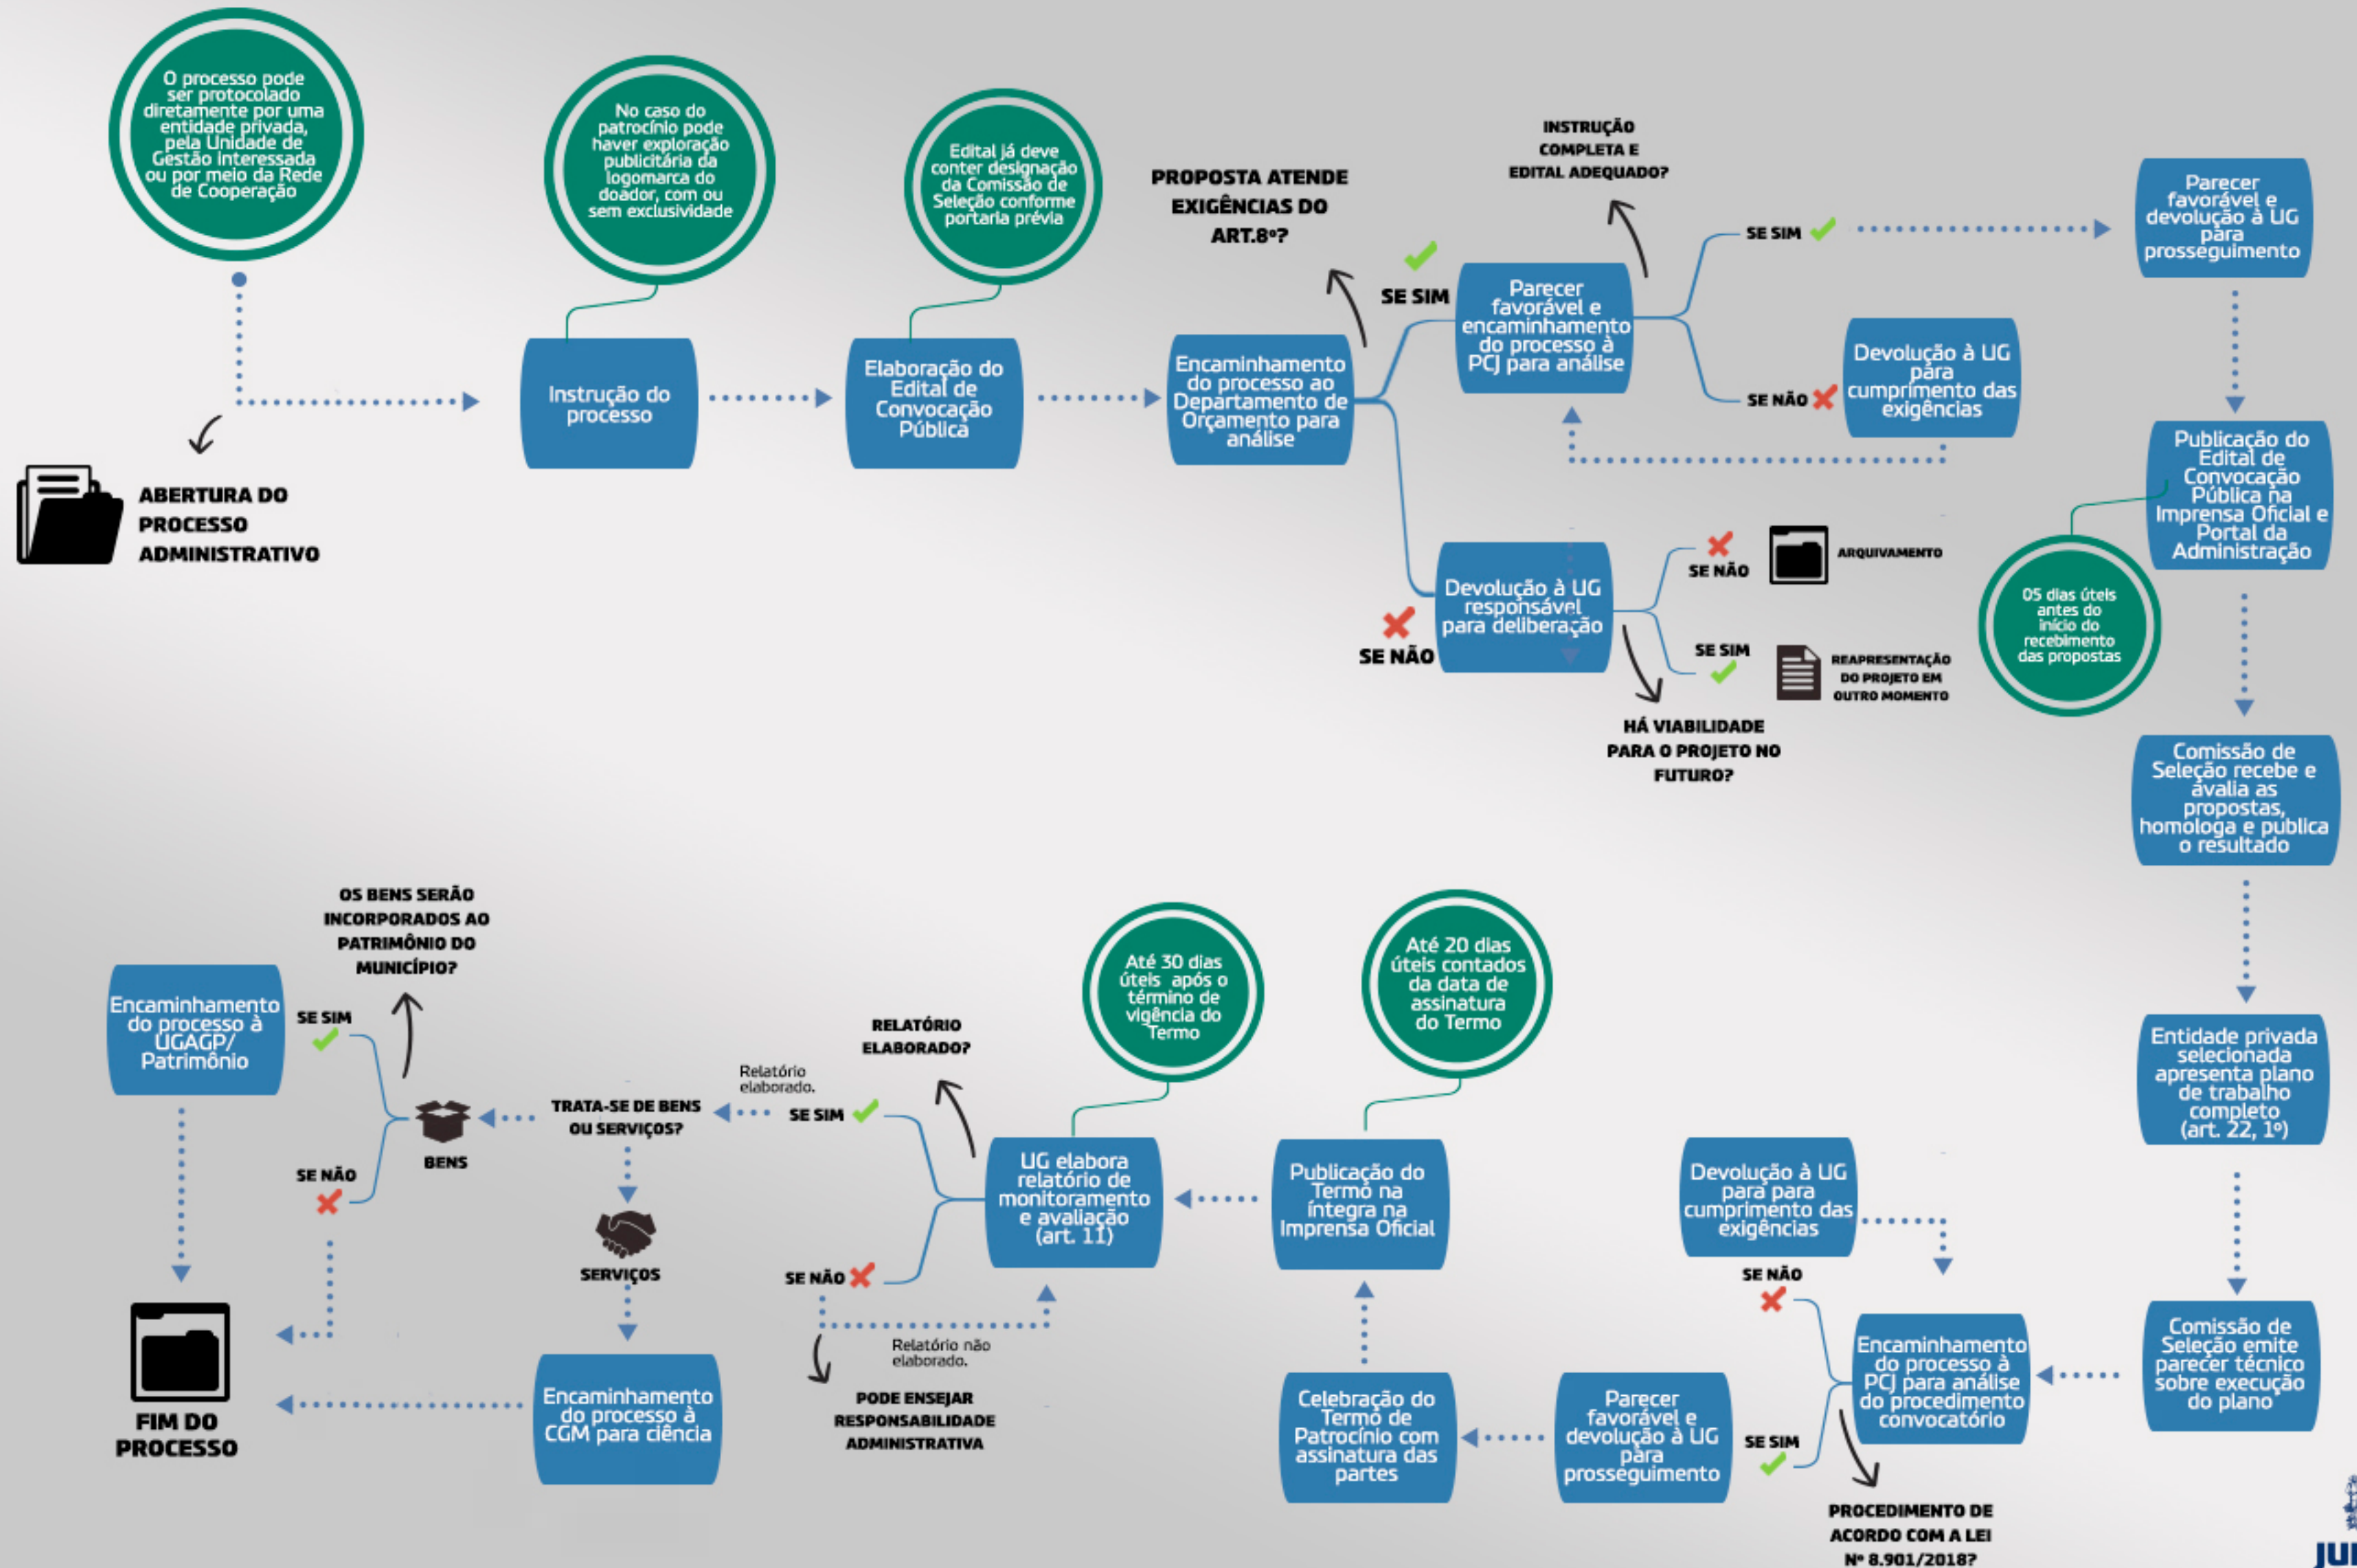 O processo pode
ser protocolado
diretamente por uma
entidade privada,
pela Unidade de
Gestão interessada
ou por meio da Rede
de Cooperação
ABERTURA DO
PROCESSO
ADMINISTRATIVO
No caso do
patrocínio pode
haver exploração
publicitária da
logomarca do
doador, com ou
sem exclusividade
Instrução do
processo
Edital já deve
conter designação
da Comissão de
Seleção conforme
portaria prévia
Elaboração do
Edital de
Convocação
Pública
PROPOSTA ATENDE
EXIGÊNCIAS DO
ART.8º?
Encaminhamento
do processo ao
Departamento de
Orçamento para
análise
SE SIM
Parecer
favorável e
encaminhamento
do processo à
PCJ para análise
INSTRUÇÃO
COMPLETA E
EDITAL ADEQUADO?
SE SIM
Parecer
favorável e
devolução à UG
para
prosseguimento
SE NÃO
Devolução à UG
para
cumprimento das
exigências
SE NÃO
Devolução à UG
responsável
para deliberação
SE NÃO
ARQUIVAMENTO
SE SIM
REAPRESENTAÇÃO
DO PROJETO EM
OUTRO MOMENTO
HÁ VIABILIDADE
PARA O PROJETO NO
FUTURO?
Publicação do
Edital de
Convocação
Pública na
Imprensa Oficial e
Portal da
Administração
05 dias úteis
antes do
início do
recebimento
das propostas
Comissão de
Seleção recebe e
avalia as
propostas,
homologa e publica
o resultado
Entidade privada
selecionada
apresenta plano
de trabalho
completo
(art. 22, 1º)
Comissão de
Seleção emite
parecer técnico
sobre execução
do plano
Encaminhamento
do processo à
PCJ para análise
do procedimento
convocatório
PROCEDIMENTO DE
ACORDO COM A LEI
Nº 8.901/2018?
SE NÃO
Devolução à UG
para para
cumprimento das
exigências
SE SIM
Parecer
favorável e
devolução à UG
para
prosseguimento
Celebração do
Termo de
Patrocínio com
assinatura das
partes
Publicação do
Termo na
íntegra na
Imprensa Oficial
Até 20 dias
úteis contados
da data de
assinatura
do Termo
UG elabora
relatório de
monitoramento
e avaliação
(art. 11)
Até 30 dias
úteis após o
término de
vigência do
Termo
RELATÓRIO
ELABORADO?
SE SIM
Relatório
elaborado.
SE NÃO
Relatório não
elaborado.
PODE ENSEJAR
RESPONSABILIDADE
ADMINISTRATIVA
TRATA-SE DE BENS
OU SERVIÇOS?
SERVIÇOS
Encaminhamento
do processo à
CGM para ciência
BENS
OS BENS SERÃO
INCORPORADOS AO
PATRIMÔNIO DO
MUNICÍPIO?
SE SIM
Encaminhamento
do processo à
UGAGP/
Patrimônio
SE NÃO
FIM DO
PROCESSO